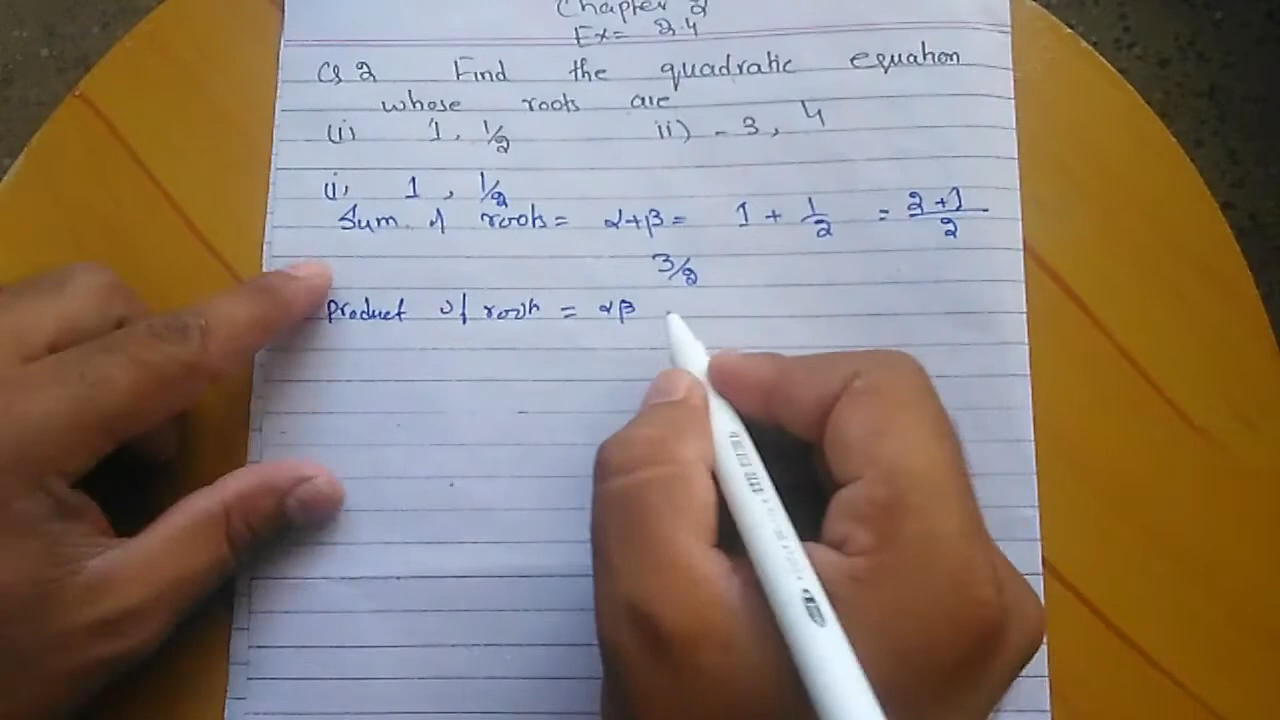 Chapter 2
Ex= 2.4
Q 2 Find the quadratic equation
whose roots are
(i) 1, 1/2 ii) -3, 4
(i) 1, 1/2
Sum of roots = α+β = 1 + 1/2 = 2+1/2
3/2
product of roots = αβ